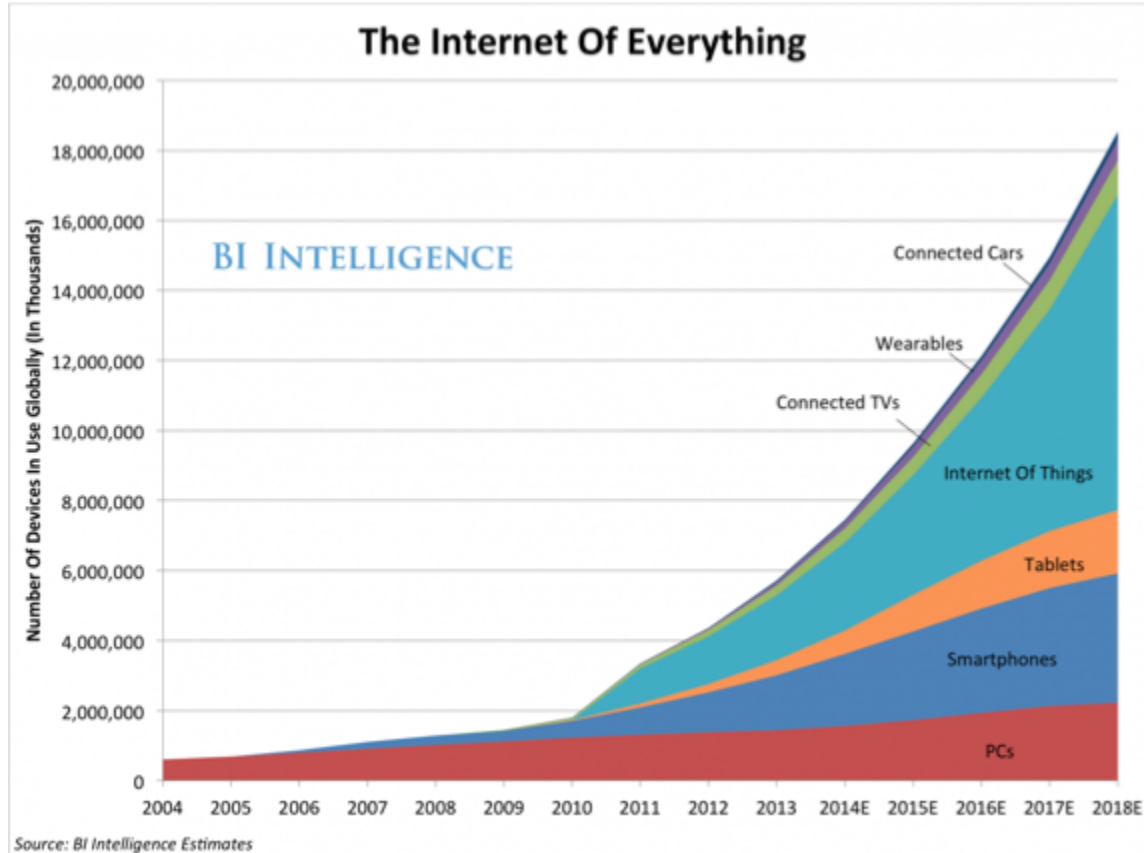 The Internet Of Everything
Number Of Devices In Use Globally (In Thousands)
20,000,000
18,000,000
16,000,000
14,000,000
12,000,000
10,000,000
8,000,000
6,000,000
4,000,000
2,000,000
0
BI INTELLIGENCE
Connected Cars
Wearables
Connected TVs
Internet Of Things
Tablets
Smartphones
PCs
2004 2005 2006 2007 2008 2009 2010 2011 2012 2013 2014E 2015E 2016E 2017E 2018E
Source: BI Intelligence Estimates